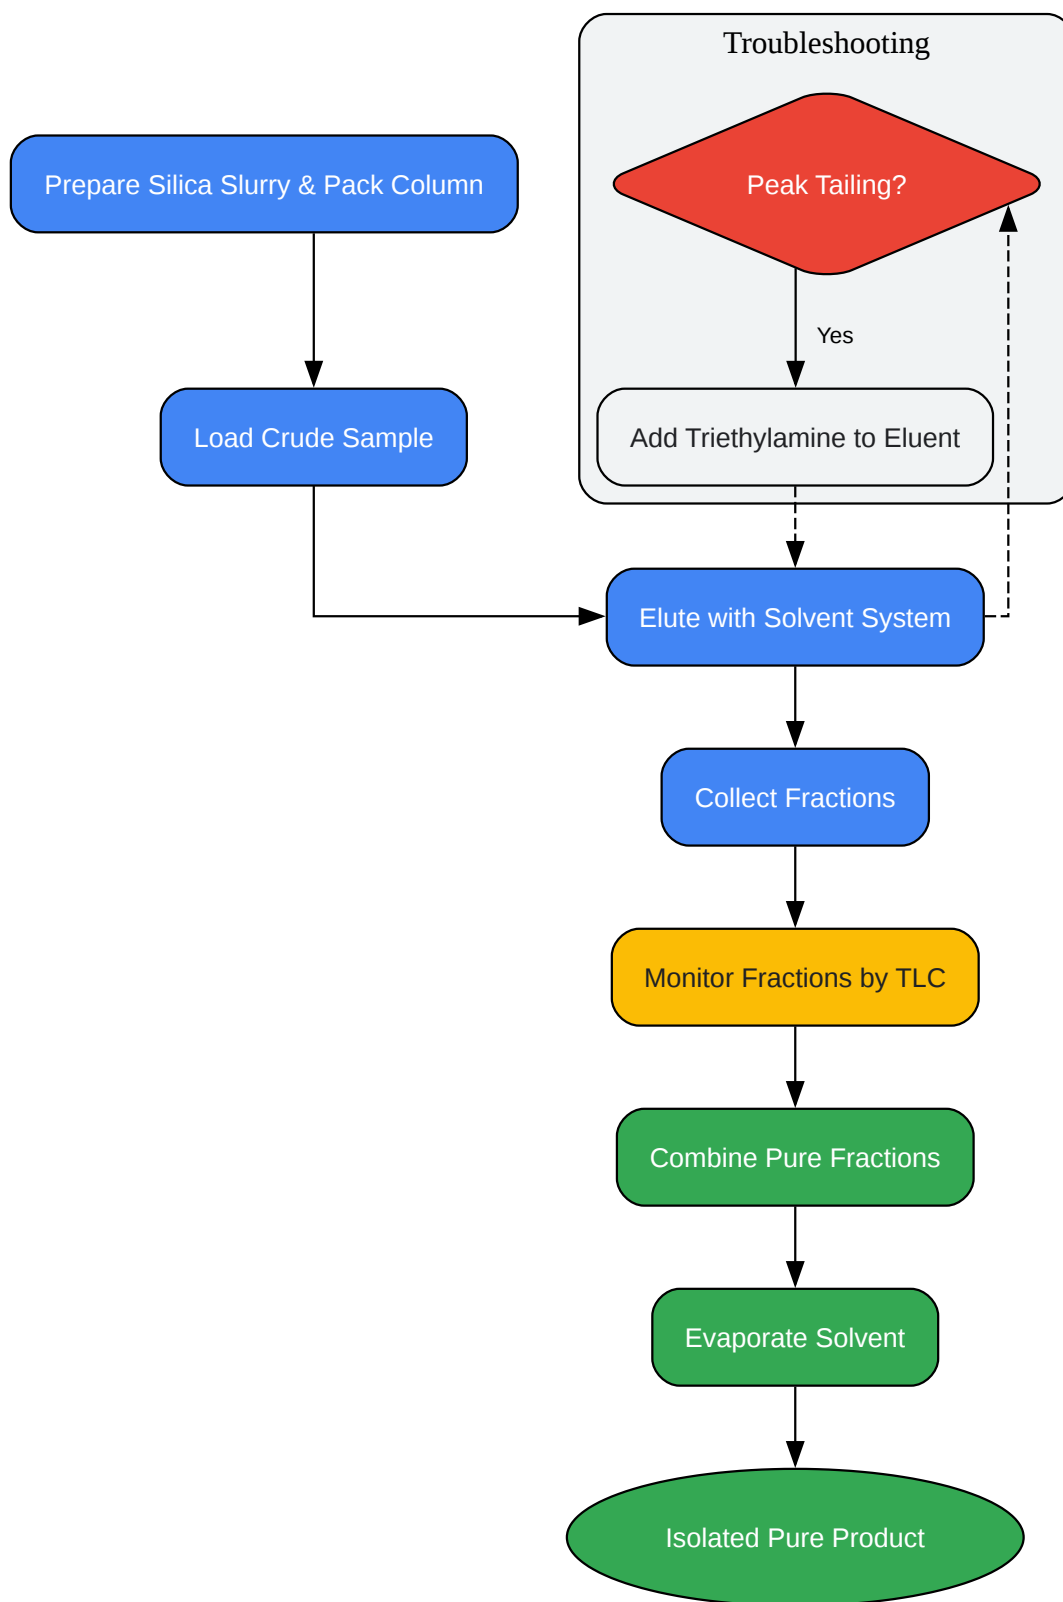 Troubleshooting
Prepare Silica Slurry & Pack Column
Peak Tailing?
Yes
Load Crude Sample
Add Triethylamine to Eluent
Elute with Solvent System
Collect Fractions
Monitor Fractions by TLC
Combine Pure Fractions
Evaporate Solvent
Isolated Pure Product